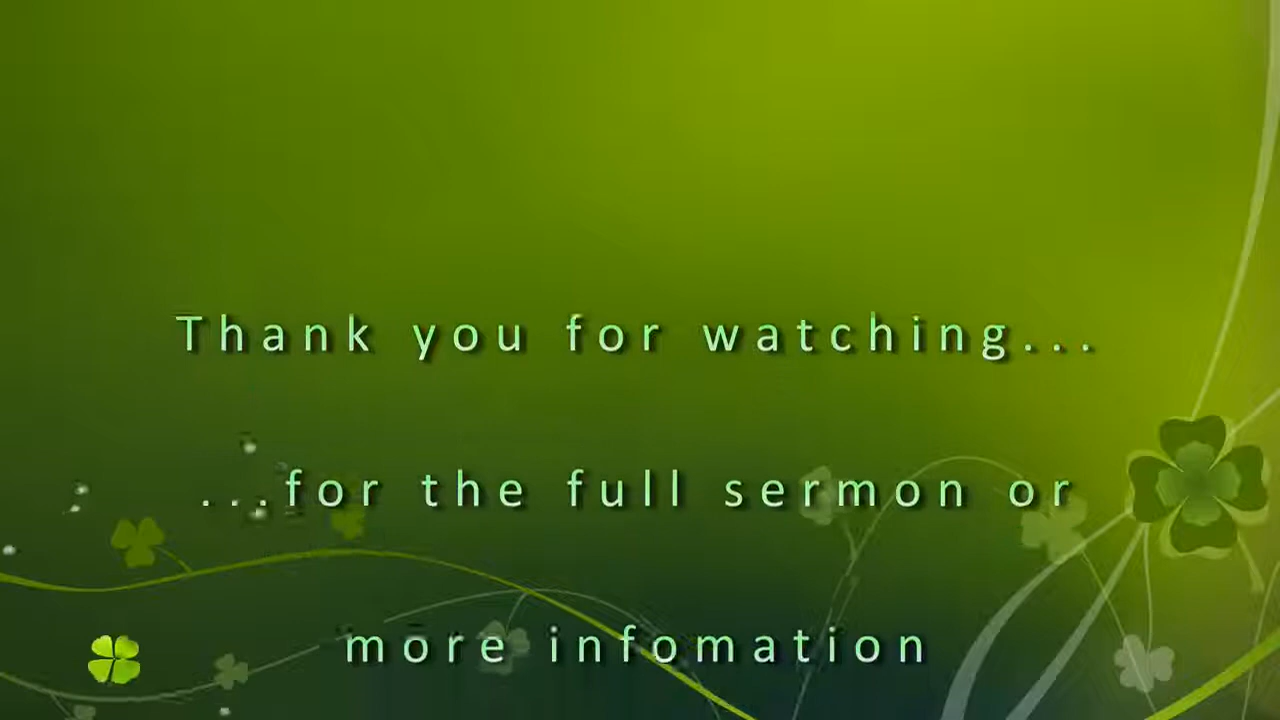 Thank you for watching...
...for the full sermon or
more infomation